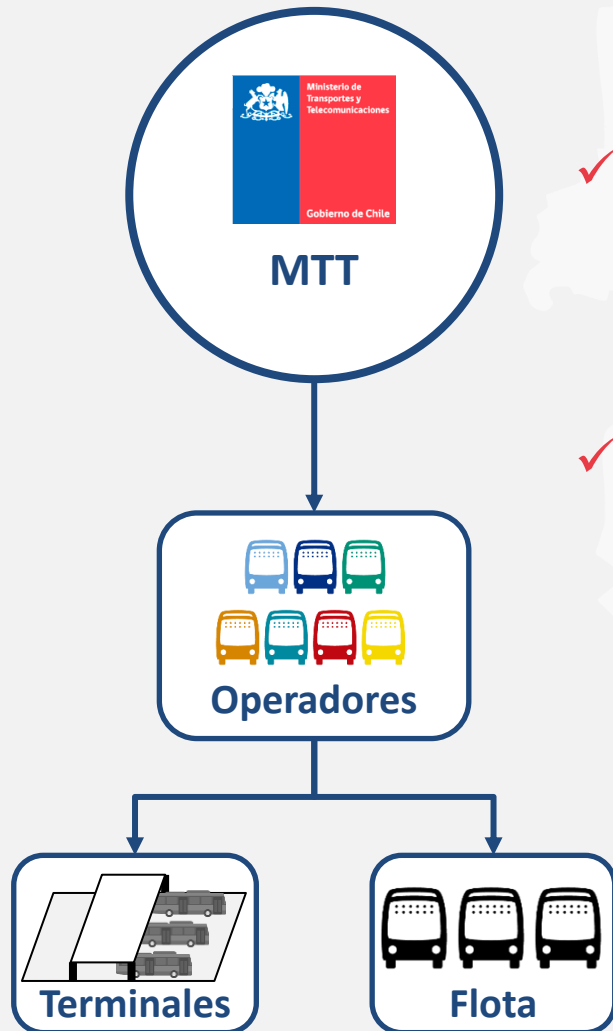 Ministerio de
Transportes y
Telecomunicaciones
Gobierno de Chile
MTT
Operadores
Terminales
Flota